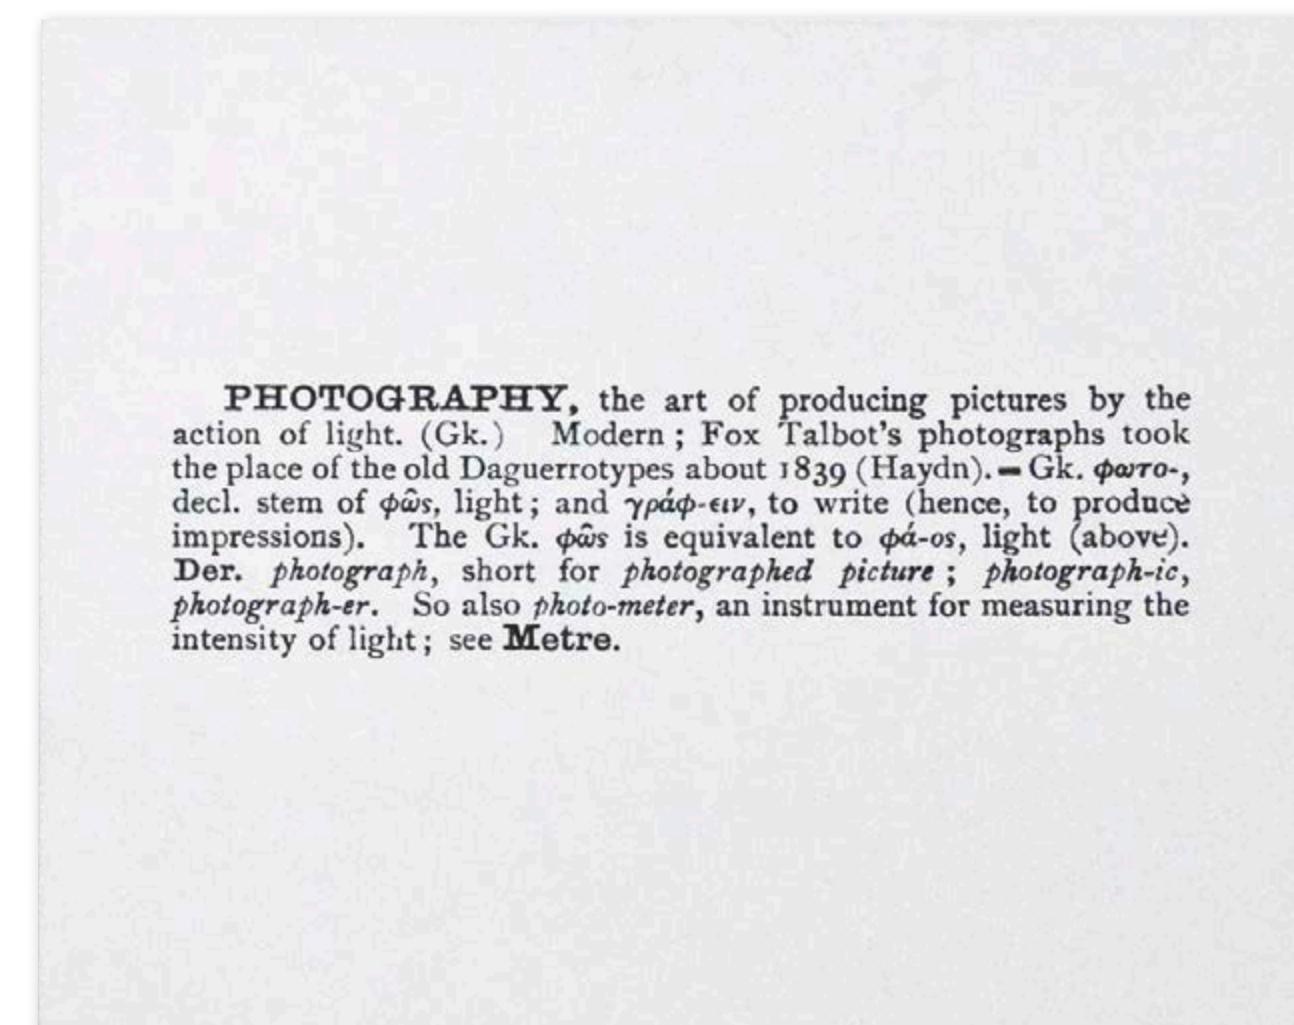 PHOTOGRAPHY, the art of producing pictures by the
action of light. (Gk.) Modern ; Fox Talbot's photographs took
the place of the old Daguerrotypes about 1839 (Haydn). – Gk. φωτο-,
decl. stem of φῶς, light ; and γράφ-ειν, to write (hence, to produce
impressions). The Gk. φῶς is equivalent to φά-ος, light (above).
Der. photograph, short for photographed picture ; photograph-ic,
photograph-er. So also photo-meter, an instrument for measuring the
intensity of light ; see Metre.